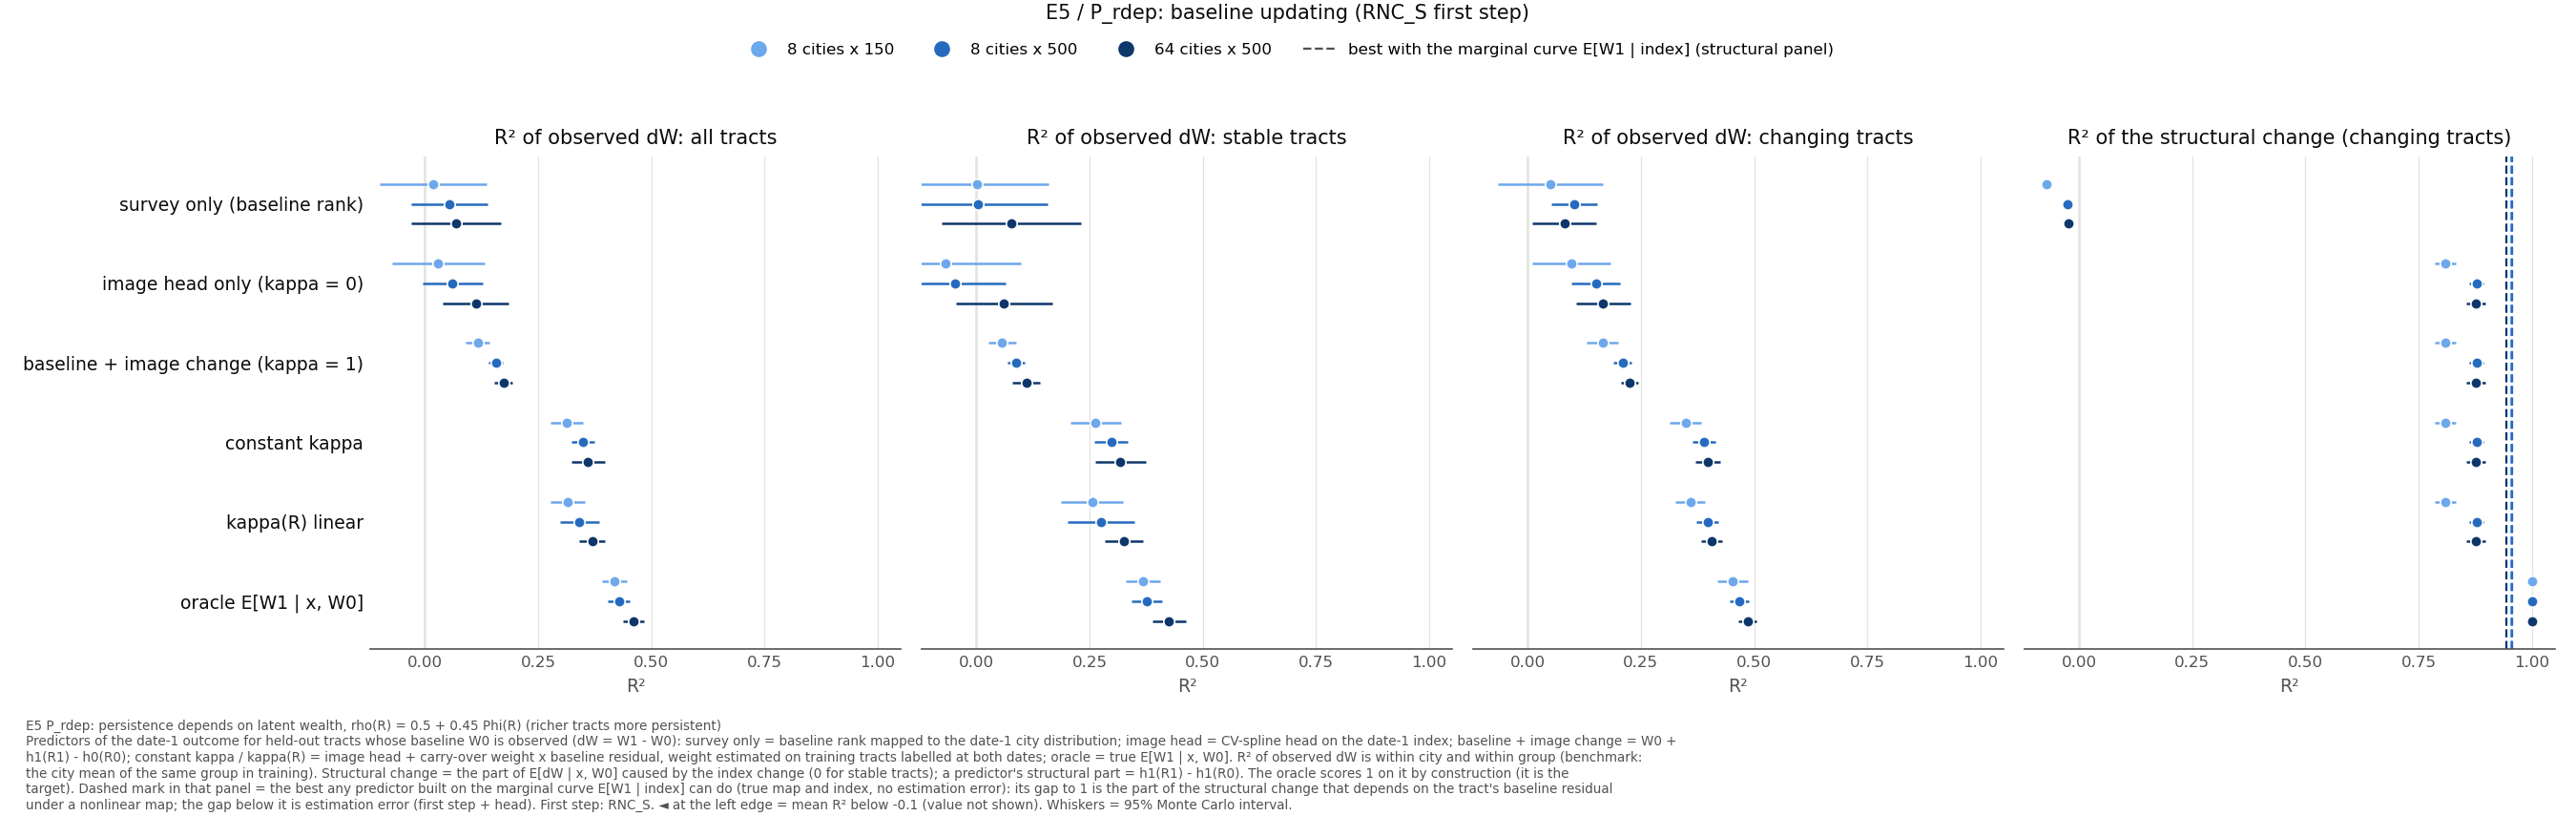 E5 / P_rdep: baseline updating (RNC_S first step)
8 cities x 150
8 cities x 500
64 cities x 500
best with the marginal curve E[W1 | index] (structural panel)
R² of observed dW: all tracts
R² of observed dW: stable tracts
R² of observed dW: changing tracts
R² of the structural change (changing tracts)
survey only (baseline rank)
image head only (kappa = 0)
baseline + image change (kappa = 1)
constant kappa
kappa(R) linear
oracle E[W1 | x, W0]
0.00 0.25 0.50 0.75 1.00
0.00 0.25 0.50 0.75 1.00
0.00 0.25 0.50 0.75 1.00
0.00 0.25 0.50 0.75 1.00
R²
R²
R²
R²
E5 P_rdep: persistence depends on latent wealth, rho(R) = 0.5 + 0.45 Phi(R) (richer tracts more persistent)
Predictors of the date-1 outcome for held-out tracts whose baseline W0 is observed (dW = W1 - W0): survey only = baseline rank mapped to the date-1 city distribution; image head = CV-spline head on the date-1 index; baseline + image change = W0 +
h1(R1) - h0(R0); constant kappa / kappa(R) = image head + carry-over weight x baseline residual, weight estimated on training tracts labelled at both dates; oracle = true E[W1 | x, W0]. R² of observed dW is within city and within group (benchmark:
the city mean of the same group in training). Structural change = the part of E[dW | x, W0] caused by the index change (0 for stable tracts); a predictor's structural part = h1(R1) - h1(R0). The oracle scores 1 on it by construction (it is the
target). Dashed mark in that panel = the best any predictor built on the marginal curve E[W1 | index] can do (true map and index, no estimation error): its gap to 1 is the part of the structural change that depends on the tract's baseline residual
under a nonlinear map; the gap below it is estimation error (first step + head). First step: RNC_S. ◄ at the left edge = mean R² below -0.1 (value not shown). Whiskers = 95% Monte Carlo interval.